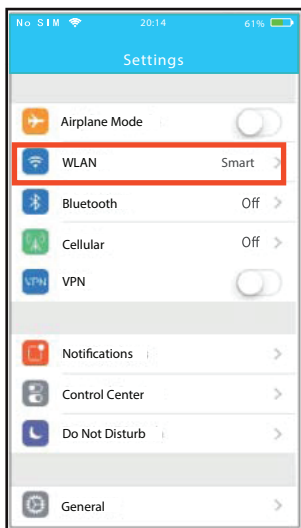 No SIM 20:14 61%
Settings
Airplane Mode
WLAN Smart
Bluetooth Off
Cellular Off
VPN VPN
Notifications
Control Center
Do Not Disturb
General